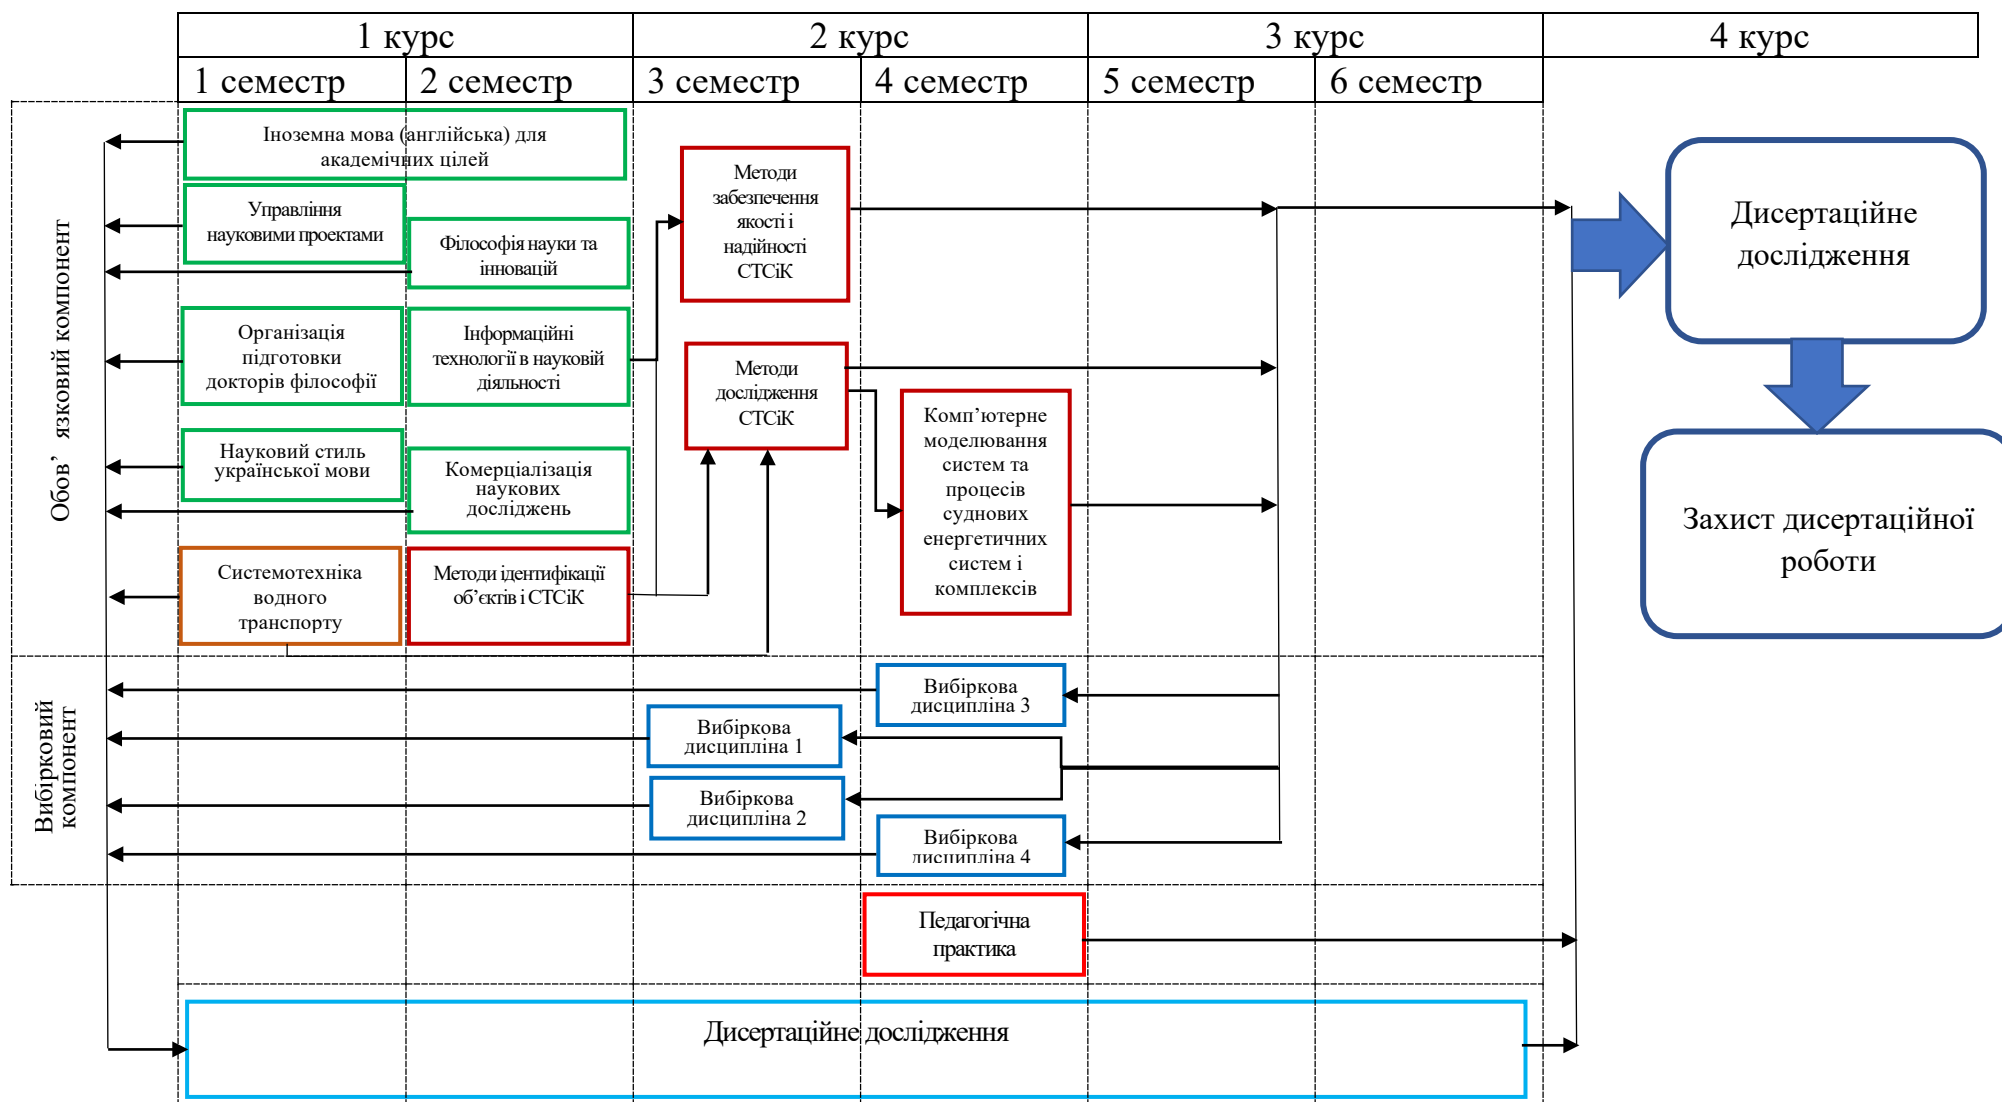 1 курс
2 курс
3 курс
4 курс
1 семестр
2 семестр
3 семестр
4 семестр
5 семестр
6 семестр
Обов’ язковий компонент
Іноземна мова (англійська) для
академічних цілей
Управління
науковими проектами
Філософія науки та
інновацій
Організація
підготовки
докторів філософії
Інформаційні
технології в науковій
діяльності
Науковий стиль
української мови
Комерціалізація
наукових
досліджень
Системотехніка
водного
транспорту
Методи ідентифікації
об’єктів і СТСіК
Методи
забезпечення
якості і
надійності
СТСіК
Методи
дослідження
СТСіК
Комп’ютерне
моделювання
систем та
процесів
суднових
енергетичних
систем і
комплексів
Дисертаційне
дослідження
Захист дисертаційної
роботи
Вибірковий
компонент
Вибіркова
дисципліна 3
Вибіркова
дисципліна 1
Вибіркова
дисципліна 2
Вибіркова
дисципліна 4
Педагогічна
практика
Дисертаційне дослідження